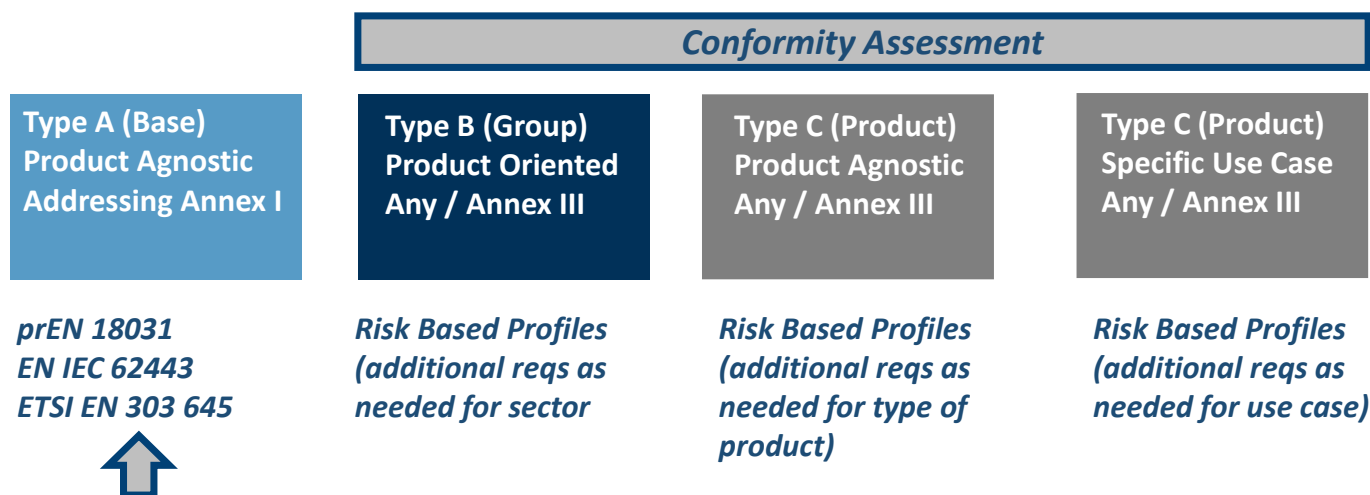 Conformity Assessment
Type A (Base)
Product Agnostic
Addressing Annex I
Type B (Group)
Product Oriented
Any / Annex III
Type C (Product)
Product Agnostic
Any / Annex III
Type C (Product)
Specific Use Case
Any / Annex III
prEN 18031
EN IEC 62443
ETSI EN 303 645
Risk Based Profiles
(additional reqs as
needed for sector
Risk Based Profiles
(additional reqs as
needed for type of
product)
Risk Based Profiles
(additional reqs as
needed for use case)